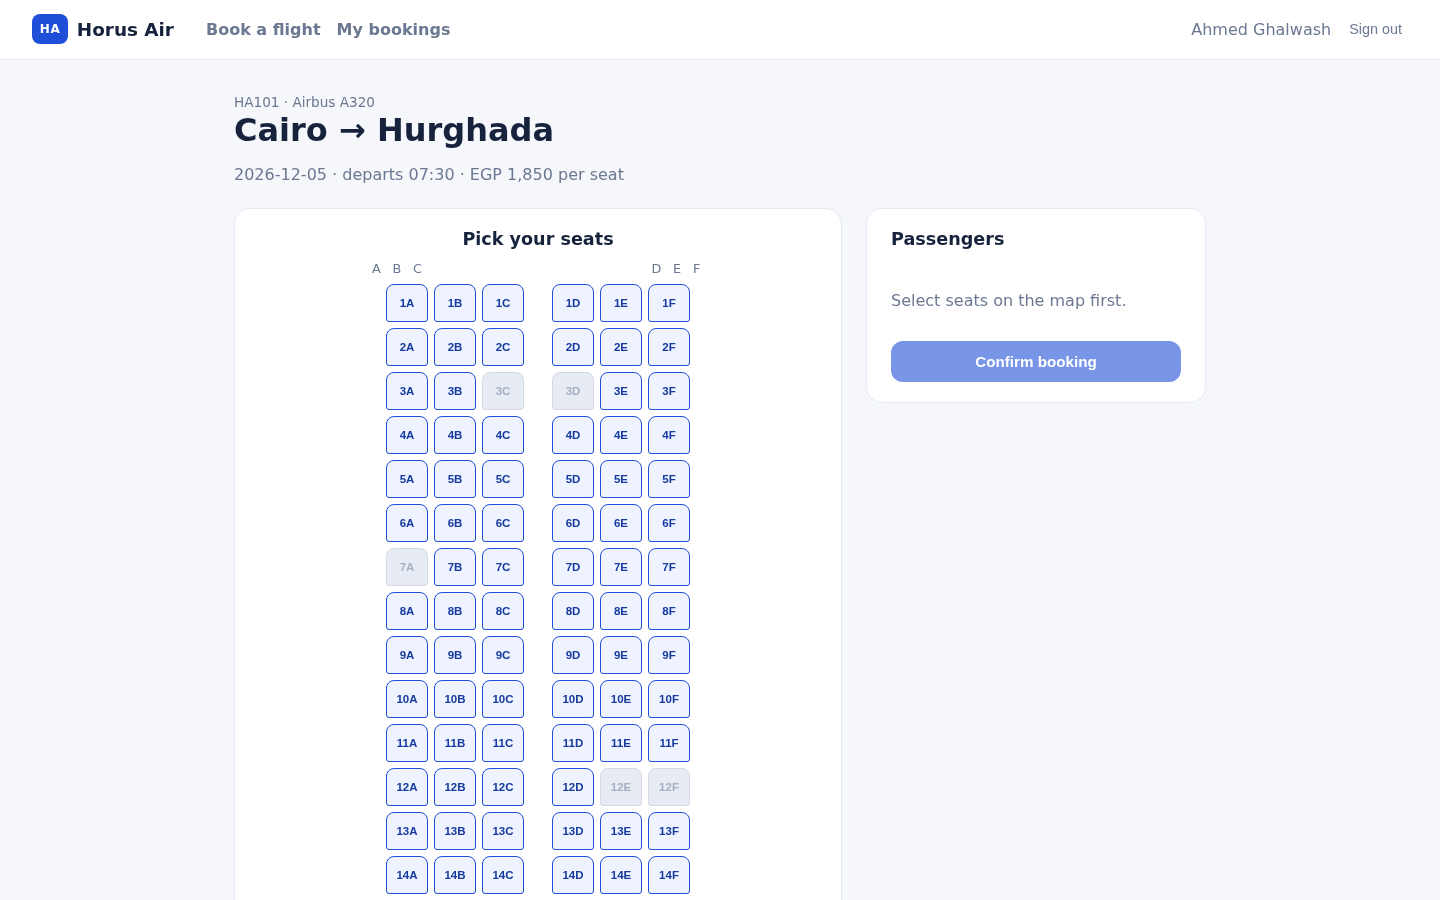 HA Horus Air Book a flight My bookings Ahmed Ghalwash Sign out
HA101 · Airbus A320
Cairo → Hurghada
2026-12-05 · departs 07:30 · EGP 1,850 per seat
Pick your seats
A B C D E F
1A 1B 1C 1D 1E 1F
2A 2B 2C 2D 2E 2F
3A 3B 3C 3D 3E 3F
4A 4B 4C 4D 4E 4F
5A 5B 5C 5D 5E 5F
6A 6B 6C 6D 6E 6F
7A 7B 7C 7D 7E 7F
8A 8B 8C 8D 8E 8F
9A 9B 9C 9D 9E 9F
10A 10B 10C 10D 10E 10F
11A 11B 11C 11D 11E 11F
12A 12B 12C 12D 12E 12F
13A 13B 13C 13D 13E 13F
14A 14B 14C 14D 14E 14F
Passengers
Select seats on the map first.
Confirm booking